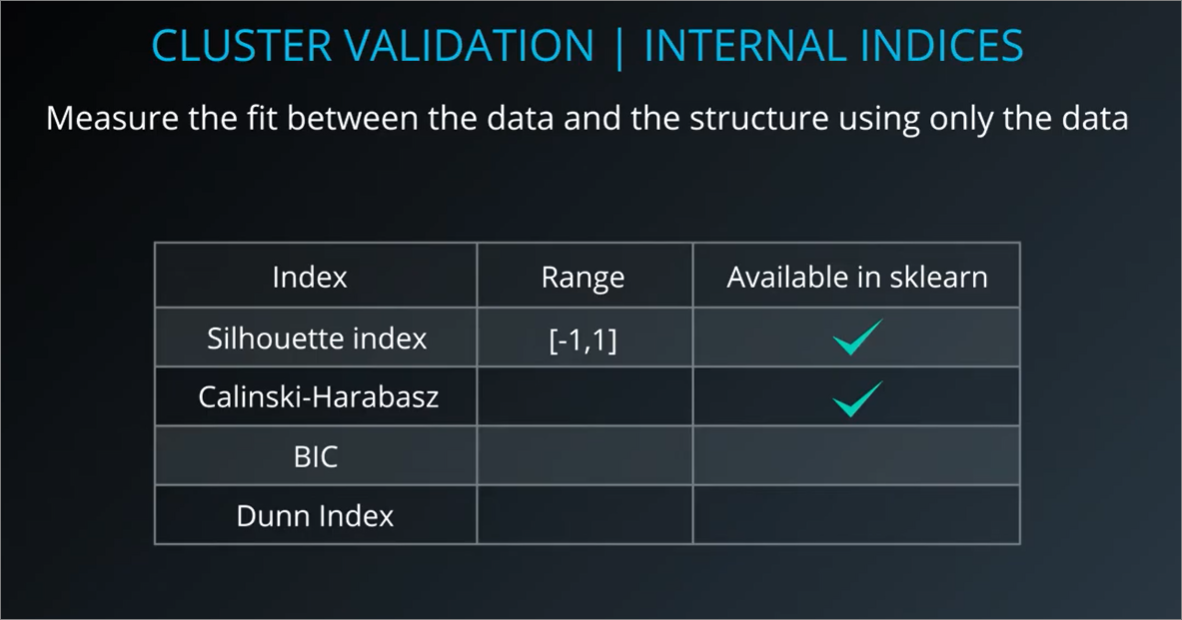 CLUSTER VALIDATION | INTERNAL INDICES
Measure the fit between the data and the structure using only the data
Index Range Available in sklearn
Silhouette index [-1,1]
Calinski-Harabasz
BIC
Dunn Index